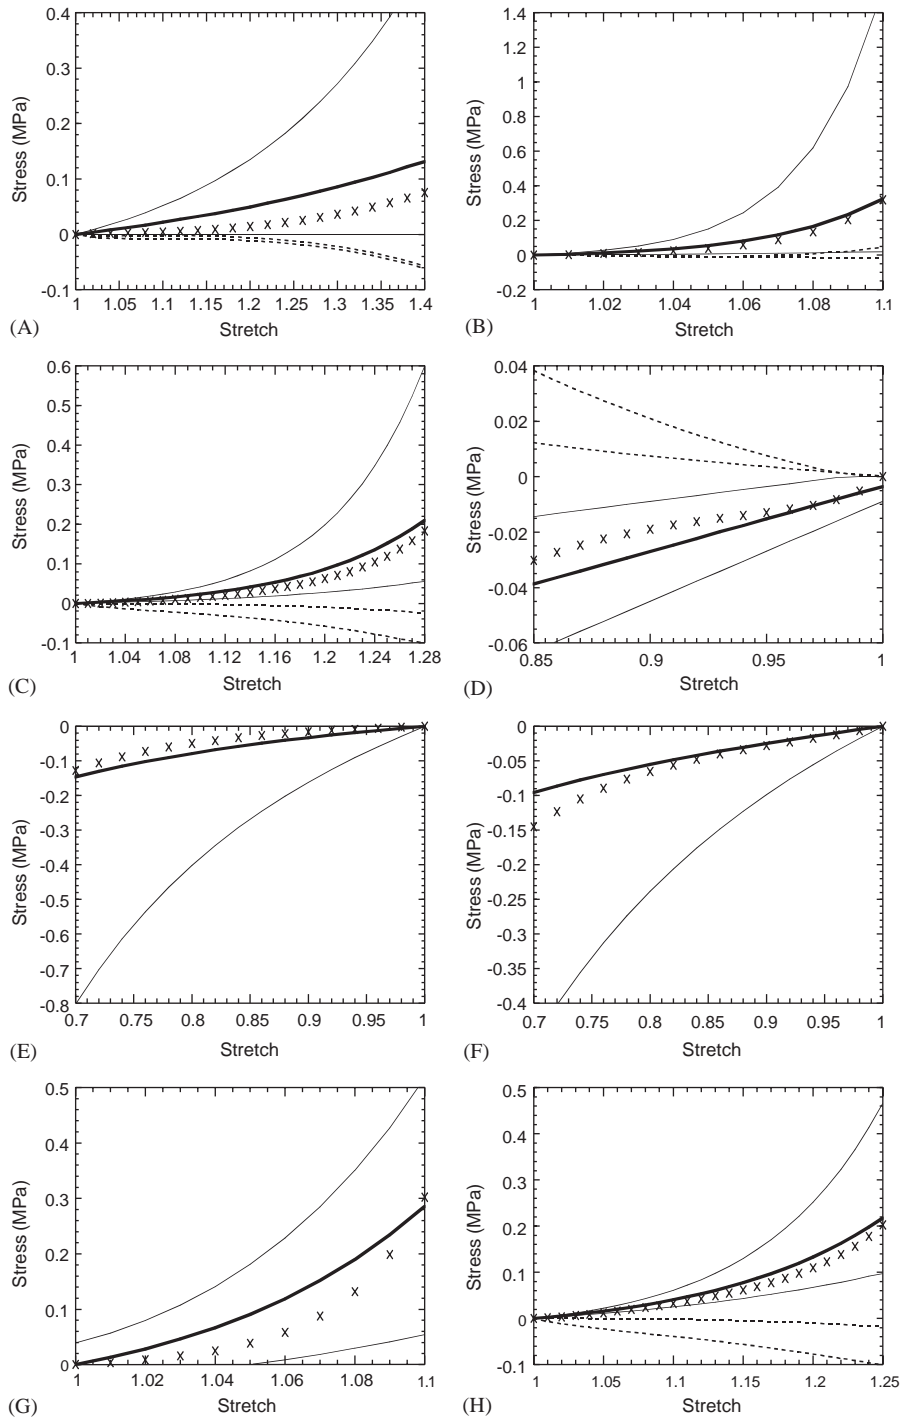 0.4
0.3
0.2
0.1
0
-0.1
Stress (MPa)
1 1.05 1.1 1.15 1.2 1.25 1.3 1.35 1.4
Stretch
(A)
1.4
1.2
1
0.8
0.6
0.4
0.2
0
-0.2
Stress (MPa)
1 1.02 1.04 1.06 1.08 1.1
Stretch
(B)
0.6
0.5
0.4
0.3
0.2
0.1
0
-0.1
Stress (MPa)
1 1.04 1.08 1.12 1.16 1.2 1.24 1.28
Stretch
(C)
0.04
0.02
0
-0.02
-0.04
-0.06
Stress (MPa)
0.85 0.9 0.95 1
Stretch
(D)
0
-0.1
-0.2
-0.3
-0.4
-0.5
-0.6
-0.7
-0.8
Stress (MPa)
0.7 0.75 0.8 0.85 0.9 0.95 1
Stretch
(E)
0
-0.05
-0.1
-0.15
-0.2
-0.25
-0.3
-0.35
-0.4
Stress (MPa)
0.7 0.75 0.8 0.85 0.9 0.95 1
Stretch
(F)
0.5
0.4
0.3
0.2
0.1
0
Stress (MPa)
1 1.02 1.04 1.06 1.08 1.1
Stretch
(G)
0.5
0.4
0.3
0.2
0.1
0
-0.1
Stress (MPa)
1 1.05 1.1 1.15 1.2 1.25
Stretch
(H)